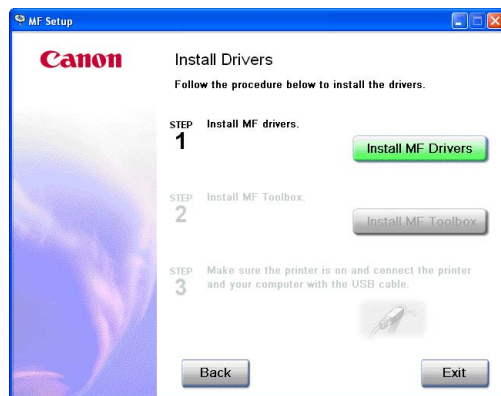 MF Setup
Canon
Install Drivers
Follow the procedure below to install the drivers.
STEP
1
Install MF drivers.
Install MF Drivers
STEP
2
Install MF Toolbox.
Install MF Toolbox
STEP
3
Make sure the printer is on and connect the printer
and your computer with the USB cable.
Back
Exit